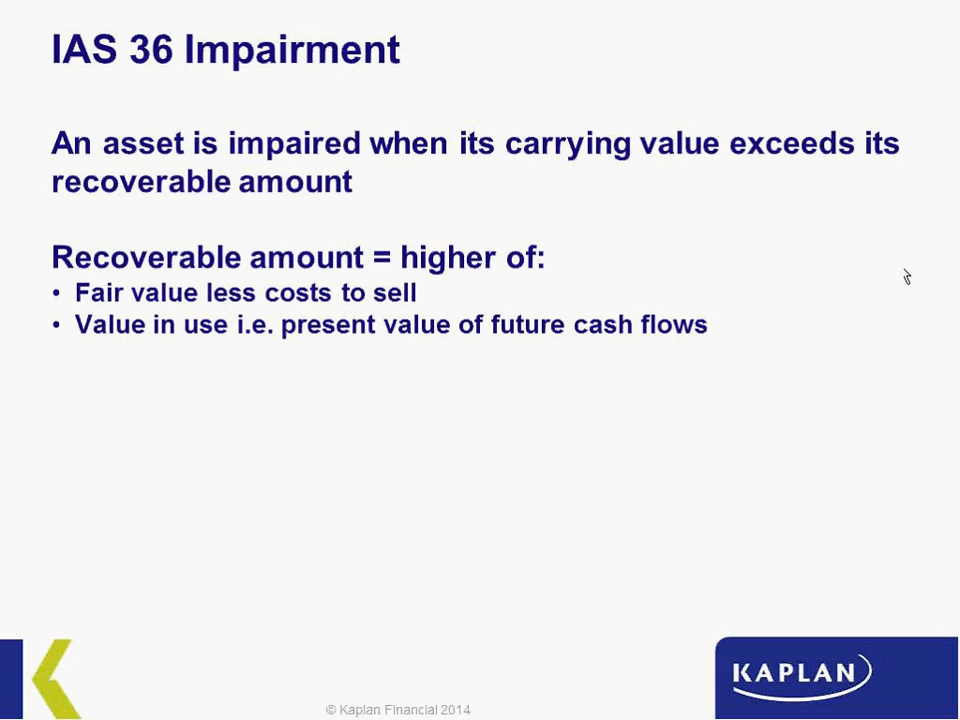 IAS 36 Impairment
An asset is impaired when its carrying value exceeds its
recoverable amount
Recoverable amount = higher of:
• Fair value less costs to sell
• Value in use i.e. present value of future cash flows
© Kaplan Financial 2014
KAPLAN